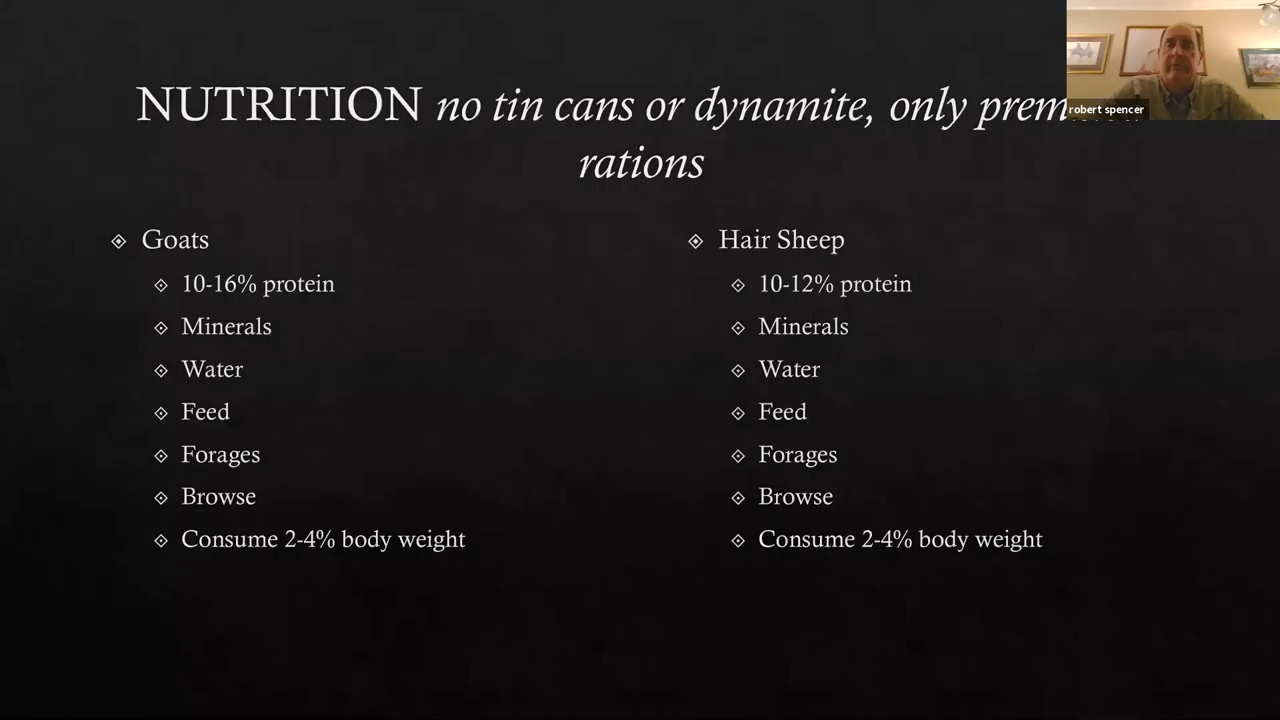 NUTRITION no tin cans or dynamite, only
rations
Goats
10-16% protein
Minerals
Water
Feed
Forages
Browse
Consume 2-4% body weight
Hair Sheep
10-12% protein
Minerals
Water
Feed
Forages
Browse
Consume 2-4% body weight
robert spencer